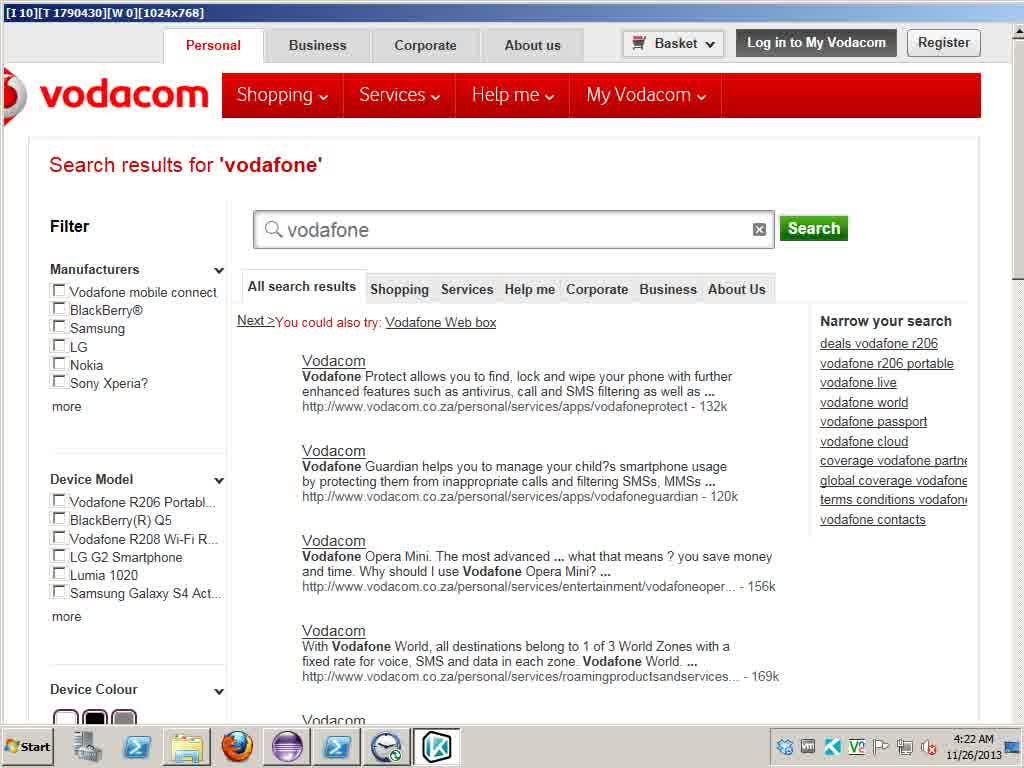 [I 10][T 1790430][W 0][1024x768]
Personal Business Corporate About us Basket Log in to My Vodacom Register
vodacom Shopping Services Help me My Vodacom
Search results for 'vodafone'
Filter
vodafone Search
Manufacturers
Vodafone mobile connect
BlackBerry®
Samsung
LG
Nokia
Sony Xperia?
more
Device Model
Vodafone R206 Portabl...
BlackBerry(R) Q5
Vodafone R208 Wi-Fi R...
LG G2 Smartphone
Lumia 1020
Samsung Galaxy S4 Act...
more
Device Colour
All search results Shopping Services Help me Corporate Business About Us
Next >You could also try: Vodafone Web box
Vodacom
Vodafone Protect allows you to find, lock and wipe your phone with further
enhanced features such as antivirus, call and SMS filtering as well as ...
http://www.vodacom.co.za/personal/services/apps/vodafoneprotect - 132k
Vodacom
Vodafone Guardian helps you to manage your child?s smartphone usage
by protecting them from inappropriate calls and filtering SMSs, MMSs ...
http://www.vodacom.co.za/personal/services/apps/vodafoneguardian - 120k
Vodacom
Vodafone Opera Mini. The most advanced ... what that means ? you save money
and time. Why should I use Vodafone Opera Mini? ...
http://www.vodacom.co.za/personal/services/entertainment/vodafoneoper... - 156k
Vodacom
With Vodafone World, all destinations belong to 1 of 3 World Zones with a
fixed rate for voice, SMS and data in each zone. Vodafone World. ...
http://www.vodacom.co.za/personal/services/roamingproductsandservices... - 169k
Vodacom
Narrow your search
deals vodafone r206
vodafone r206 portable
vodafone live
vodafone world
vodafone passport
vodafone cloud
coverage vodafone partne
global coverage vodafone
terms conditions vodafon
vodafone contacts
Start
4:22 AM
11/26/2013